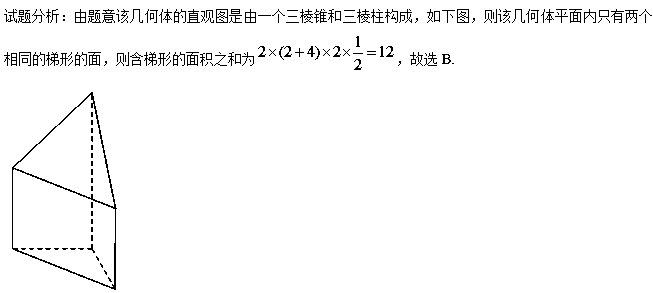 试题分析：由题意该几何体的直观图是由一个三棱锥和三棱柱构成，如下图，则该几何体平面内只有两个
相同的梯形的面，则含梯形的面积之和为 2×(2+4)×2×1/2=12，故选 B.